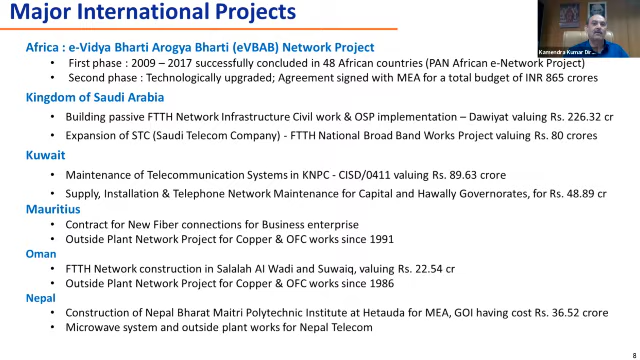 Major International Projects
Kamendra Kumar Dir...
Africa : e-Vidya Bharti Arogya Bharti (eVBAB) Network Project
• First phase : 2009 – 2017 successfully concluded in 48 African countries (PAN African e-Network Project)
• Second phase : Technologically upgraded; Agreement signed with MEA for a total budget of INR 865 crores
Kingdom of Saudi Arabia
• Building passive FTTH Network Infrastructure Civil work & OSP implementation – Dawiyat valuing Rs. 226.32 cr
• Expansion of STC (Saudi Telecom Company) - FTTH National Broad Band Works Project valuing Rs. 80 crores
Kuwait
• Maintenance of Telecommunication Systems in KNPC - CISD/0411 valuing Rs. 89.63 crore
• Supply, Installation & Telephone Network Maintenance for Capital and Hawally Governorates, for Rs. 48.89 cr
Mauritius
• Contract for New Fiber connections for Business enterprise
• Outside Plant Network Project for Copper & OFC works since 1991
Oman
• FTTH Network construction in Salalah AI Wadi and Suwaiq, valuing Rs. 22.54 cr
• Outside Plant Network Project for Copper & OFC works since 1986
Nepal
• Construction of Nepal Bharat Maitri Polytechnic Institute at Hetauda for MEA, GOI having cost Rs. 36.52 crore
• Microwave system and outside plant works for Nepal Telecom
8